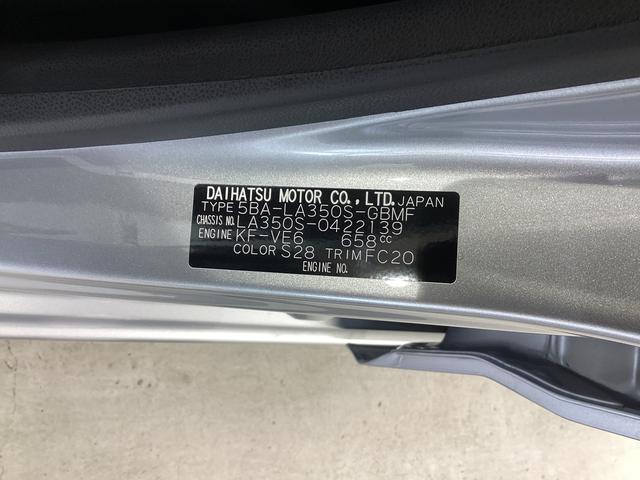 DAIHATSU MOTOR CO.,LTD. JAPAN
TYPE 5BA-LA350S-GBMF
CHASSIS NO. LA350S-0422139
ENGINE KF-VE6 658cc
COLOR S28 TRIM FC20
ENGINE NO.